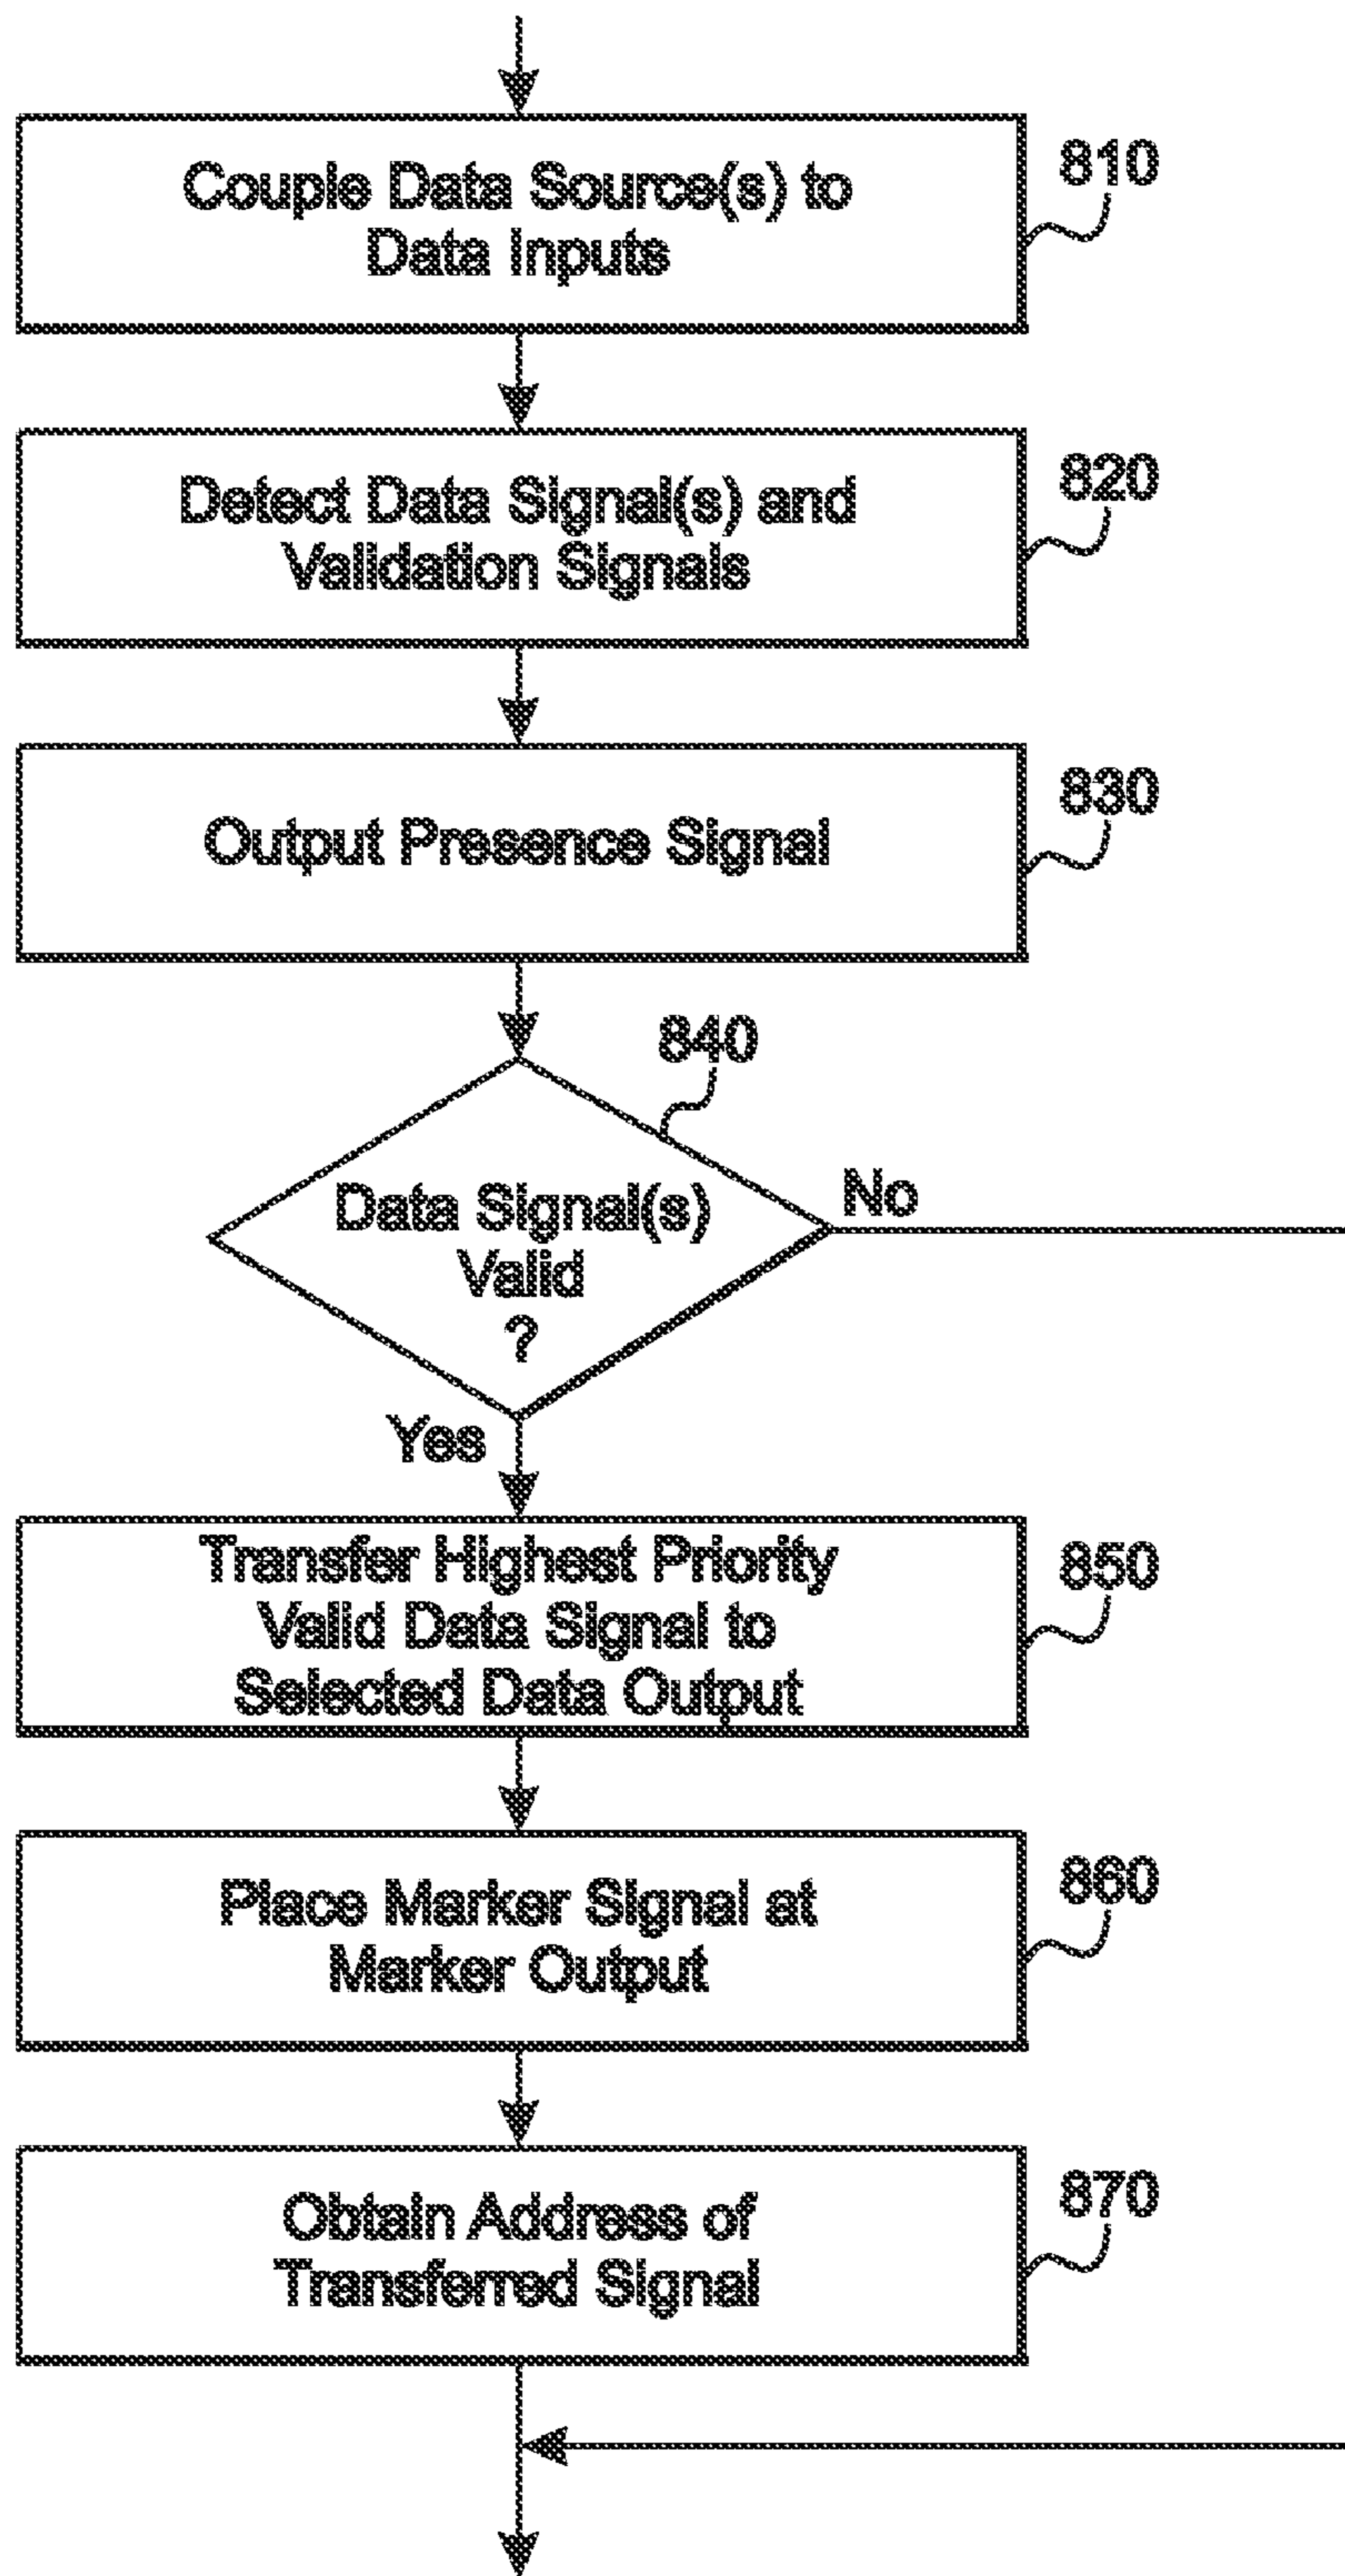 Couple Data Source(s) to
Data Inputs
810
Detect Data Signal(s) and
Validation Signals
820
Output Presence Signal
830
840
Data Signal(s)
Valid
?
No
Yes
Transfer Highest Priority
Valid Data Signal to
Selected Data Output
850
Place Marker Signal at
Marker Output
860
Obtain Address of
Transferred Signal
870